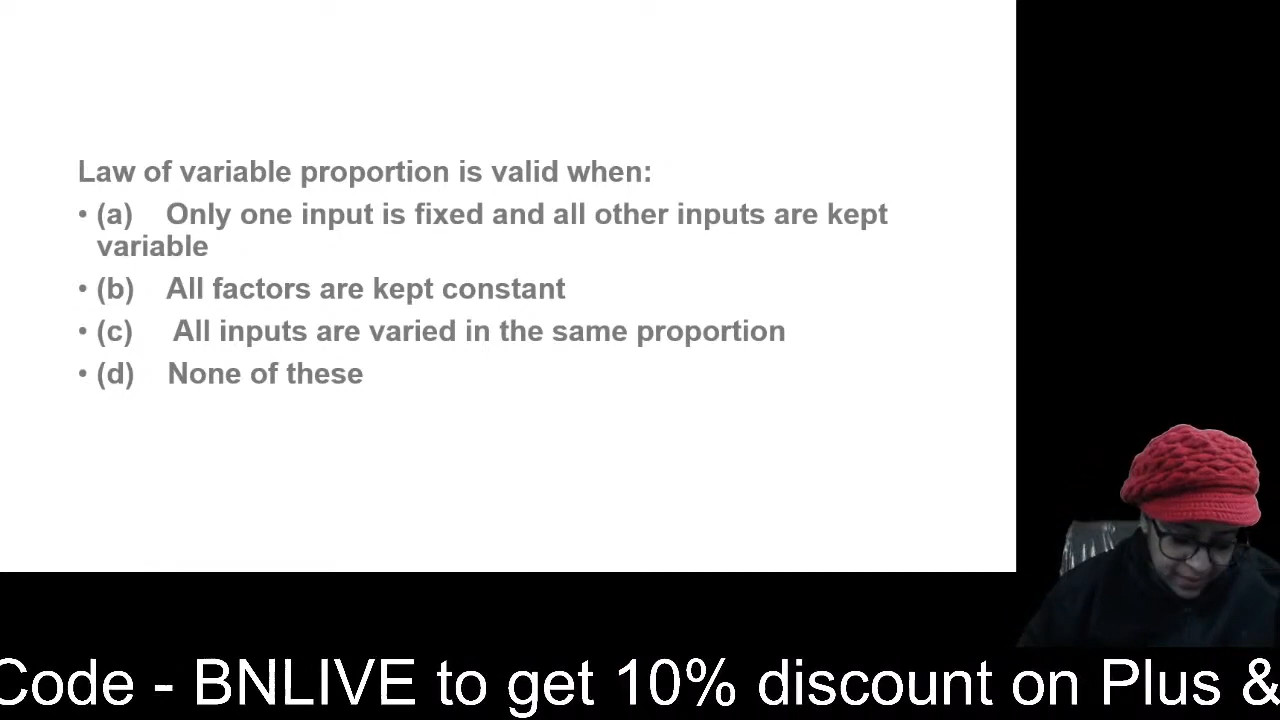 Law of variable proportion is valid when:
• (a) Only one input is fixed and all other inputs are kept
variable
• (b) All factors are kept constant
• (c) All inputs are varied in the same proportion
• (d) None of these
Code - BNLIVE to get 10% discount on Plus &